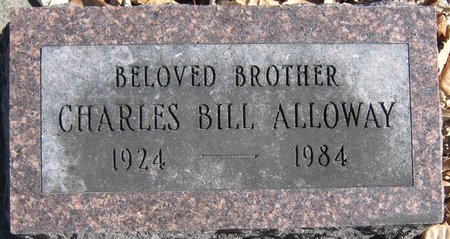 BELOVED BROTHER
CHARLES BILL ALLOWAY
1924 — 1984